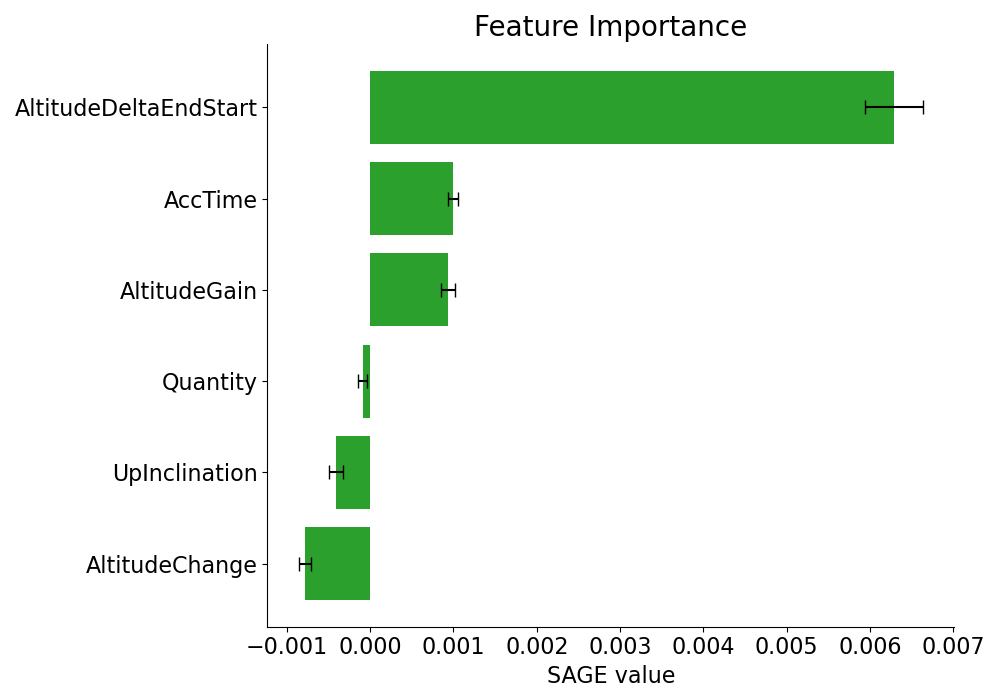 Feature Importance
AltitudeDeltaEndStart
AccTime
AltitudeGain
Quantity
UpInclination
AltitudeChange
−0.001 0.000 0.001 0.002 0.003 0.004 0.005 0.006 0.007
SAGE value